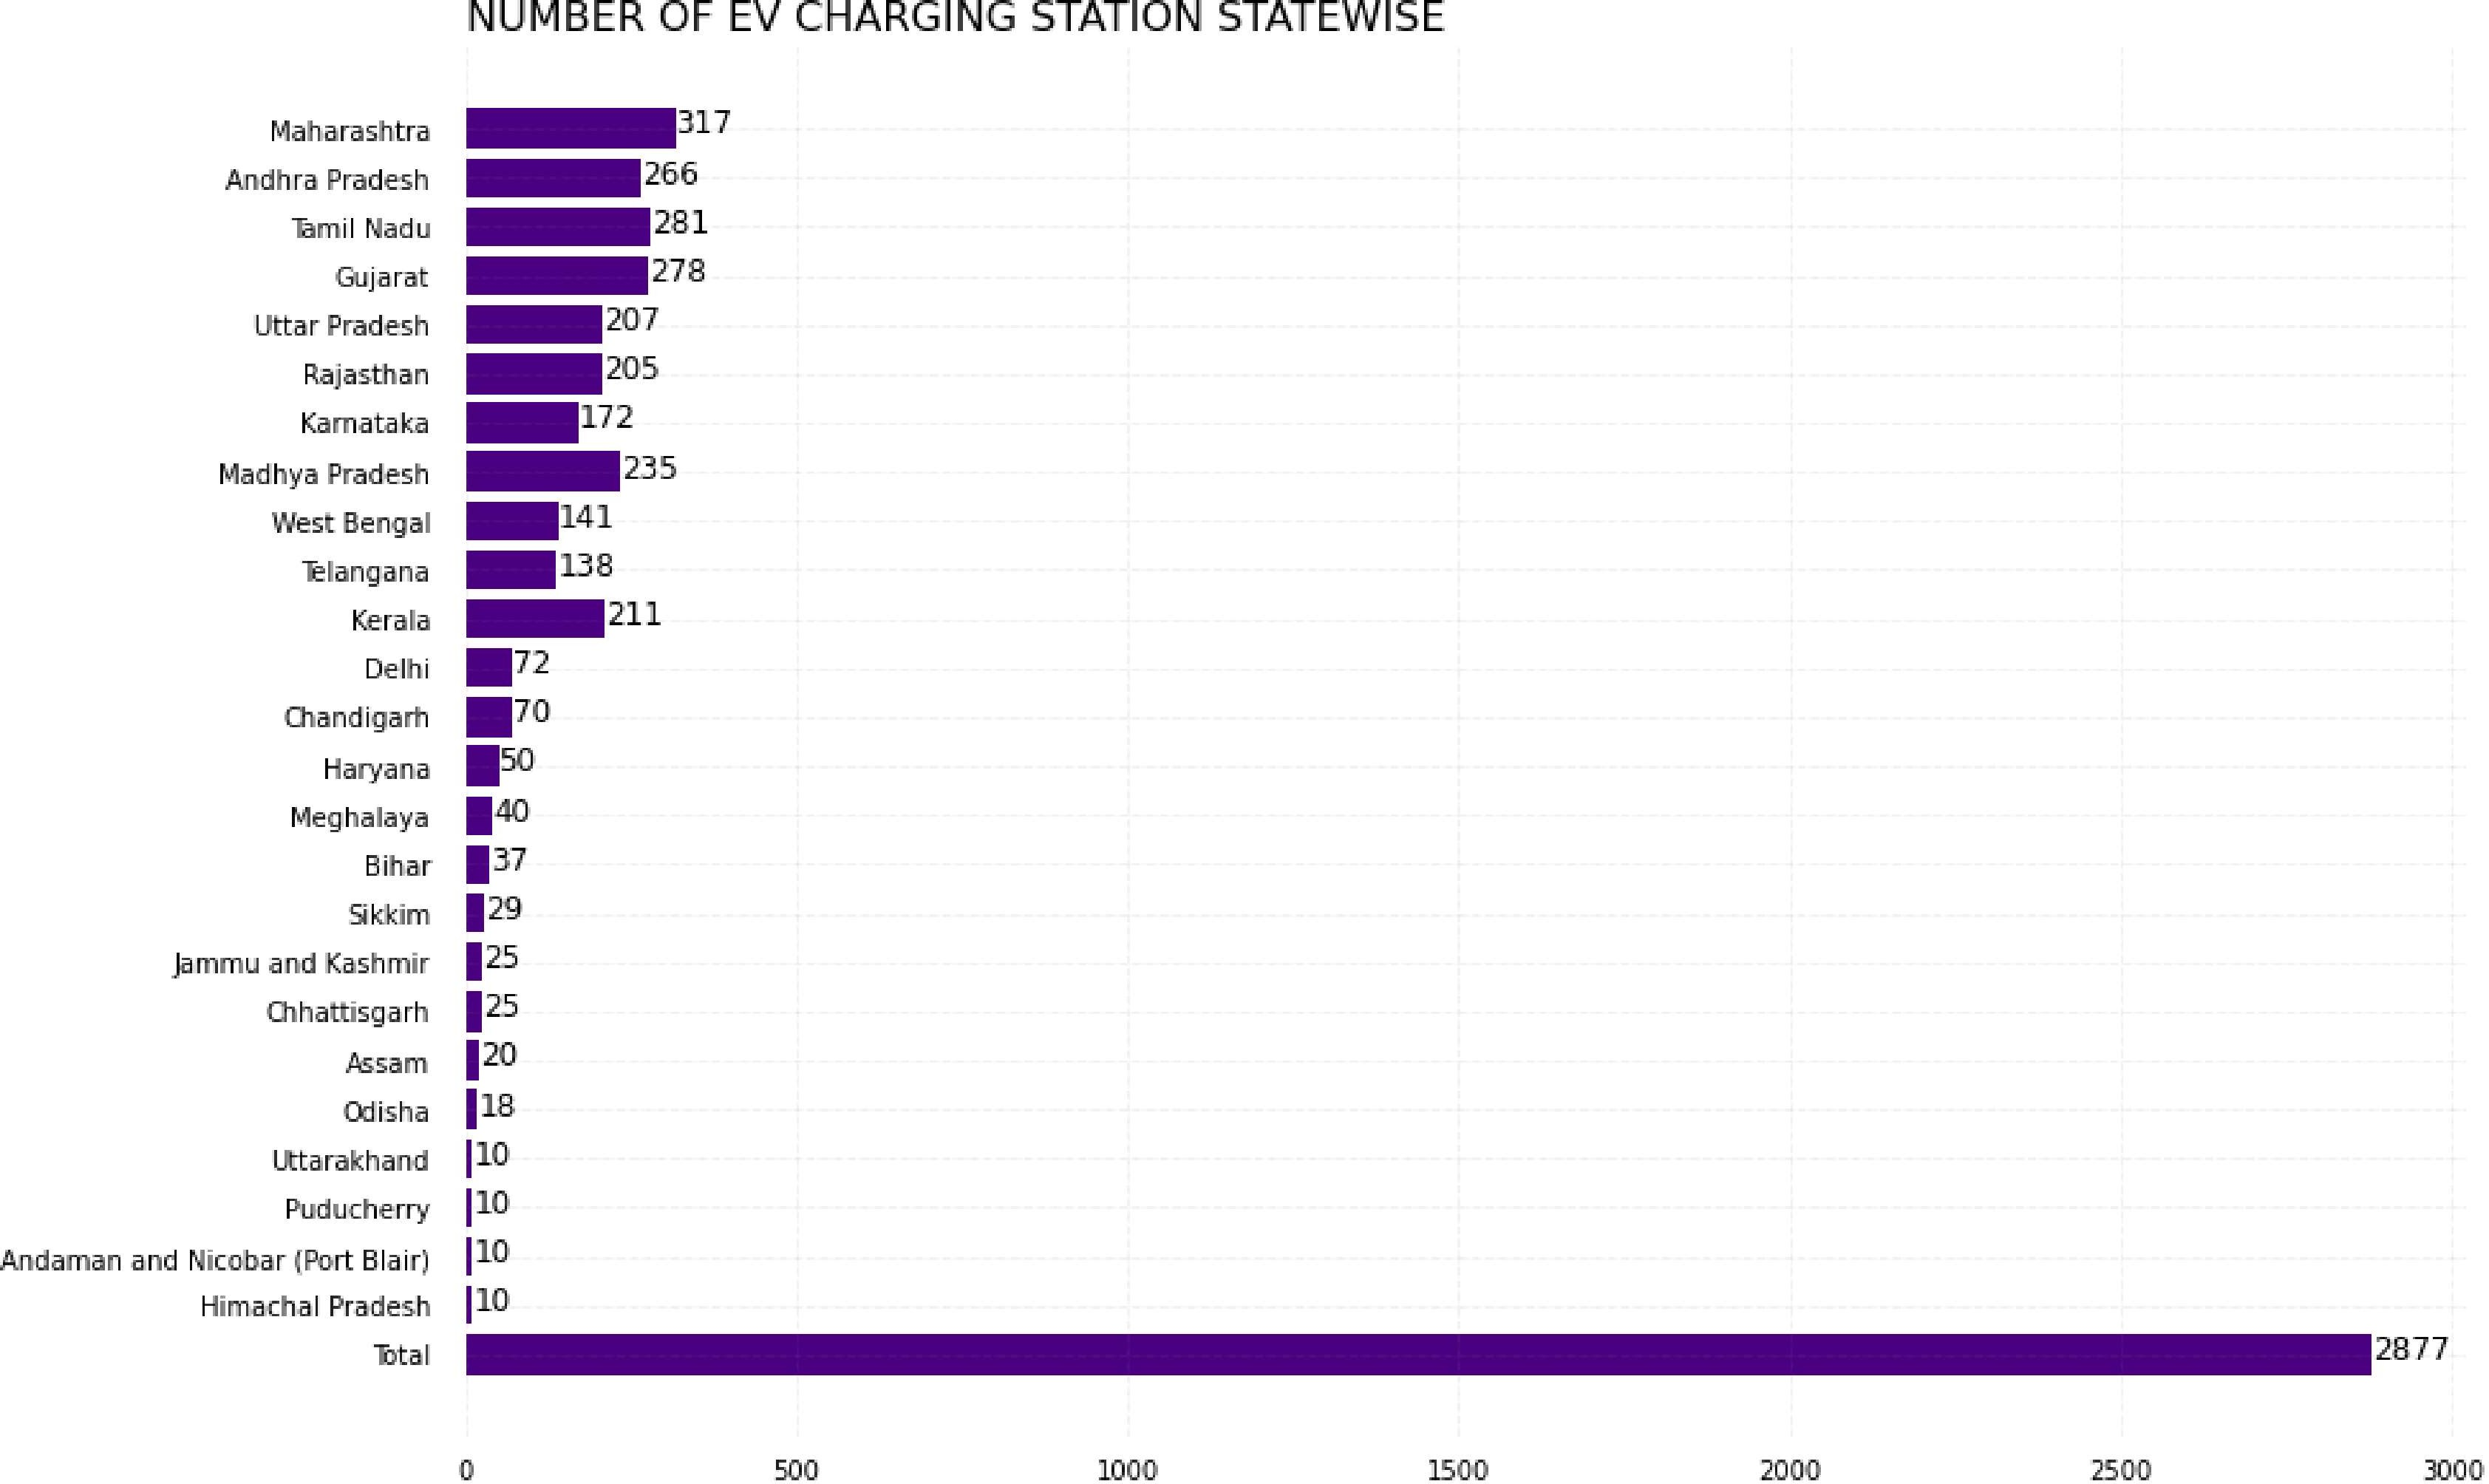 NUMBER OF EV CHARGING STATION STATEWISE
Maharashtra 317
Andhra Pradesh 266
Tamil Nadu 281
Gujarat 278
Uttar Pradesh 207
Rajasthan 205
Karnataka 172
Madhya Pradesh 235
West Bengal 141
Telangana 138
Kerala 211
Delhi 72
Chandigarh 70
Haryana 50
Meghalaya 40
Bihar 37
Sikkim 29
Jammu and Kashmir 25
Chhattisgarh 25
Assam 20
Odisha 18
Uttarakhand 10
Puducherry 10
Andaman and Nicobar (Port Blair) 10
Himachal Pradesh 10
Total 2877
0 500 1000 1500 2000 2500 3000